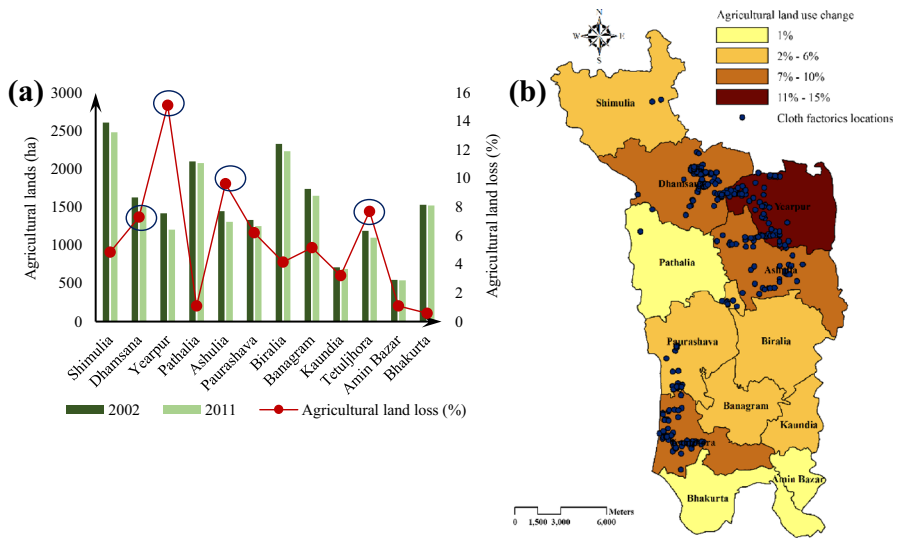 (a)
Agricultural lands (ha)
3000
2500
2000
1500
1000
500
0
16
14
12
10
8
6
4
2
0
Agricultural land loss (%)
Shimulia
Dhamsana
Yearpur
Pathalia
Ashulia
Paurashava
Biralia
Banagram
Kaundia
Tetuljhora
Amin Bazar
Bhakurta
2002
2011
Agricultural land loss (%)
(b)
N
W E
S
Agricultural land use change
1%
2% - 6%
7% - 10%
11% - 15%
Cloth factories locations
Shimulia
Yearpur
Pathalia
Paurashava
Biralia
Banagram
Kaundia
Amin Bazar
Bhakurta
Meters
0 1,500 3,000 6,000